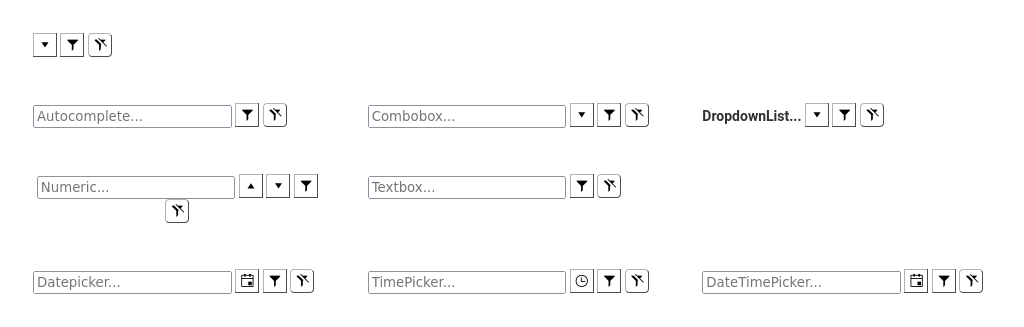 Autocomplete... Combobox... DropdownList...
Numeric... Textbox...
Datepicker... TimePicker... DateTimePicker...